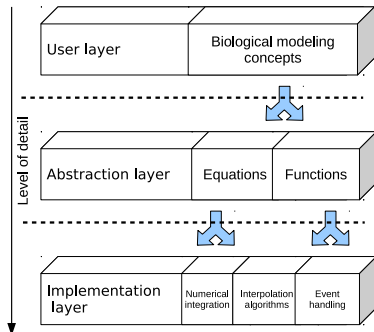 Level of detail
User layer
Biological modeling
concepts
Abstraction layer
Equations
Functions
Implementation
layer
Numerical
integration
Interpolation
algorithms
Event
handling